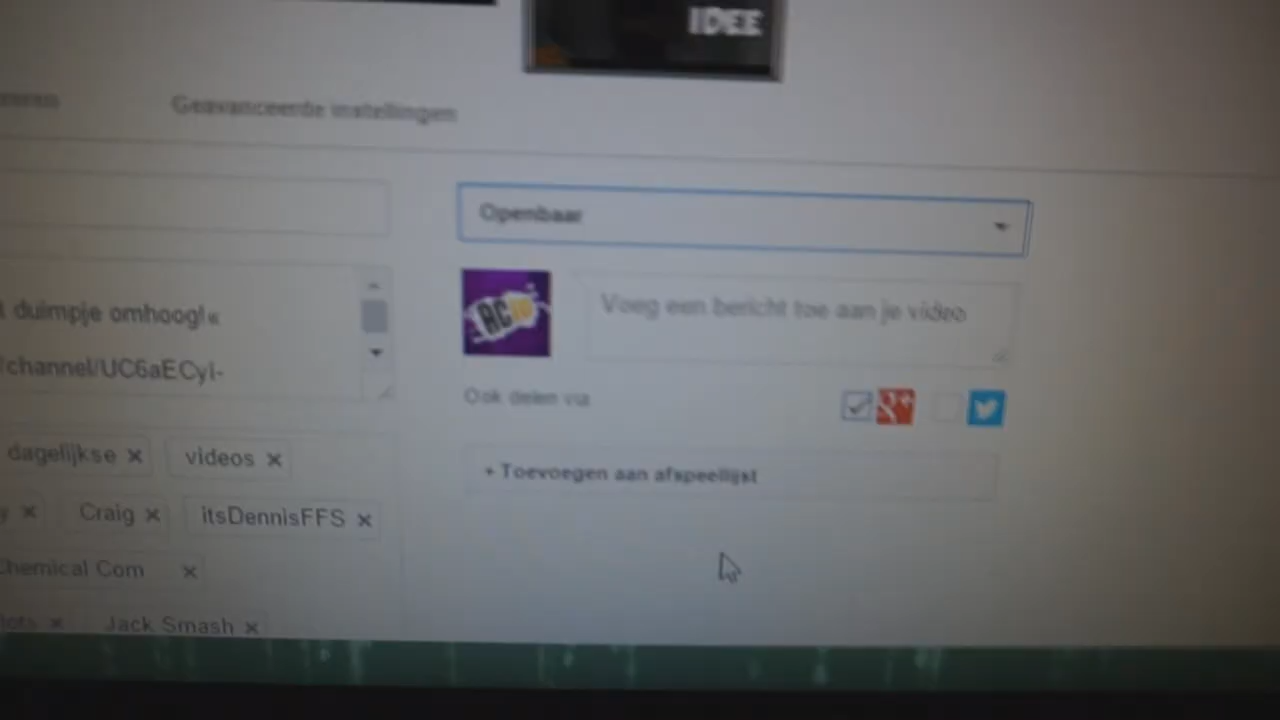 IDEE
Geavanceerde instellingen
Openbaar
duimpje omhoog!«
/channel/UC6aECyl-
Voeg een bericht toe aan je video
Ook delen via
dagelijkse × videos ×
+ Toevoegen aan afspeellijst
Craig × itsDennisFFS ×
Chemical Com ×
Jack Smash ×